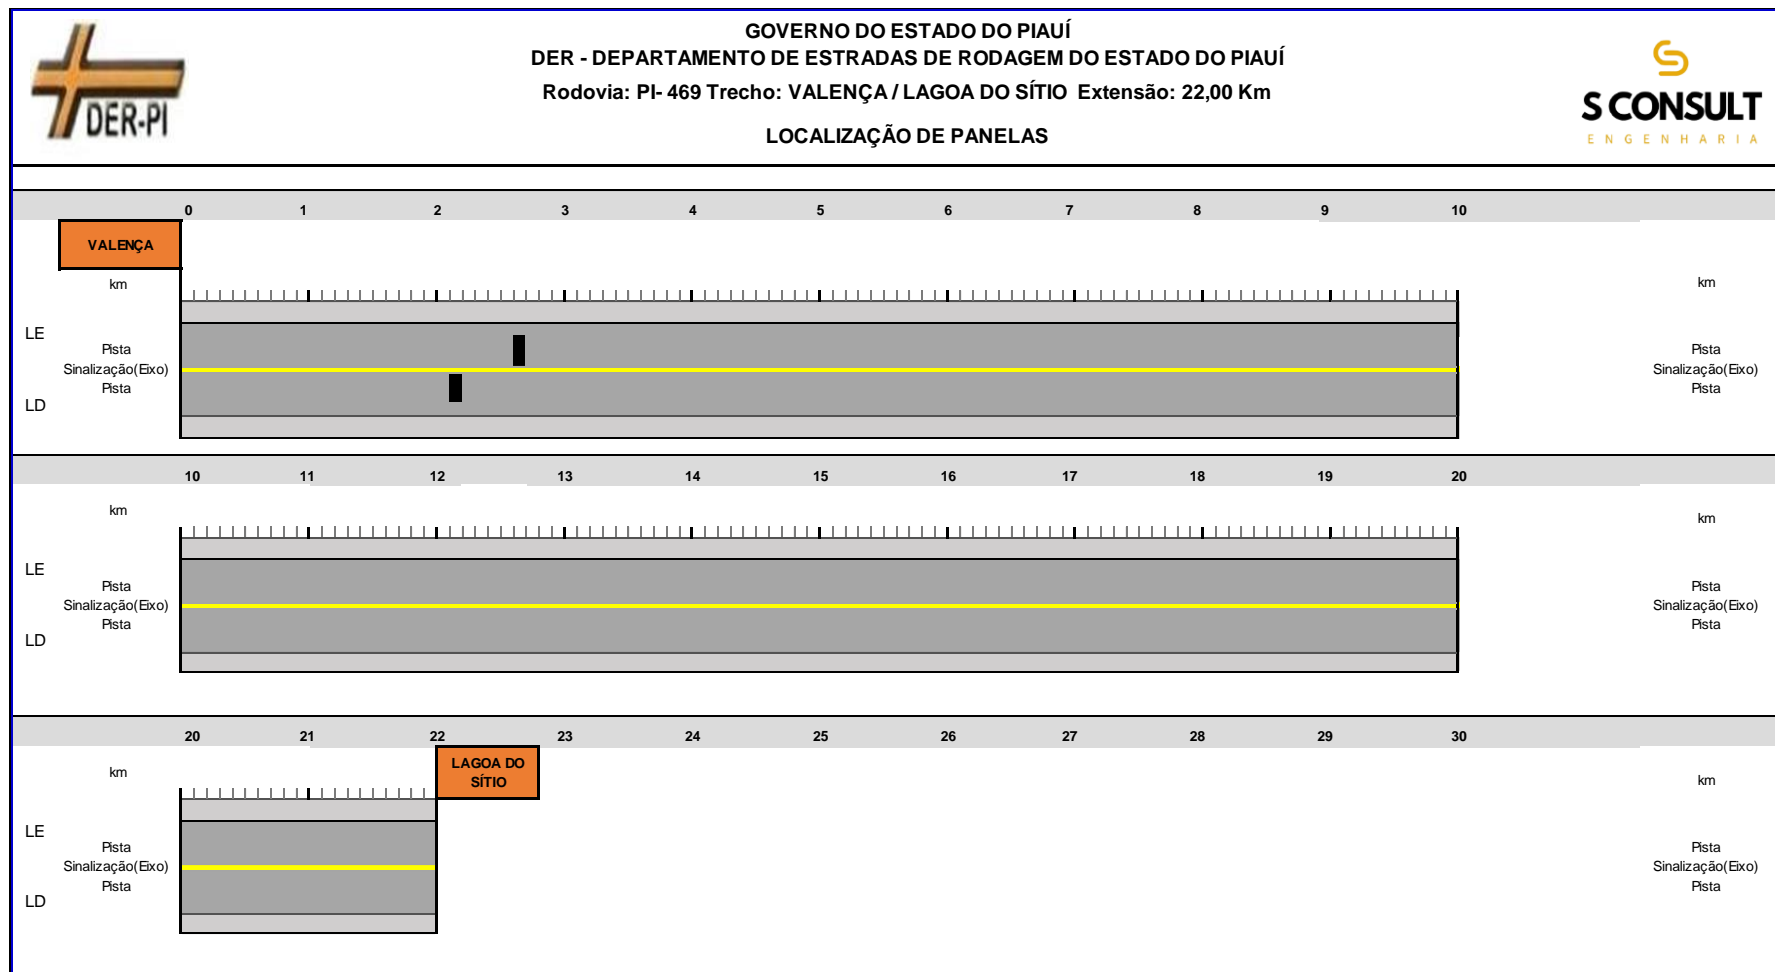 GOVERNO DO ESTADO DO PIAUÍ
DER - DEPARTAMENTO DE ESTRADAS DE RODAGEM DO ESTADO DO PIAUÍ
Rodovia: PI- 469 Trecho: VALENÇA / LAGOA DO SÍTIO Extensão: 22,00 Km
LOCALIZAÇÃO DE PANELAS
DER-PI
S CONSULT
ENGENHARIA
0 1 2 3 4 5 6 7 8 9 10
VALENÇA
km km
LE
Pista Pista
Sinalização(Eixo) Sinalização(Eixo)
Pista Pista
LD
10 11 12 13 14 15 16 17 18 19 20
km km
LE
Pista Pista
Sinalização(Eixo) Sinalização(Eixo)
Pista Pista
LD
20 21 22 23 24 25 26 27 28 29 30
LAGOA DO
SÍTIO
km km
LE
Pista Pista
Sinalização(Eixo) Sinalização(Eixo)
Pista Pista
LD